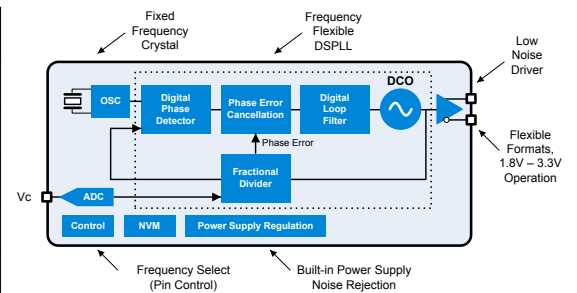 Fixed
Frequency
Crystal
Frequency
Flexible
DSPLL
Low
Noise
Driver
DCO
OSC
Digital
Phase
Detector
Phase Error
Cancellation
Digital
Loop
Filter
Phase Error
Flexible
Formats,
1.8V – 3.3V
Operation
Fractional
Divider
Vc
ADC
Control
NVM
Power Supply Regulation
Frequency Select
(Pin Control)
Built-in Power Supply
Noise Rejection